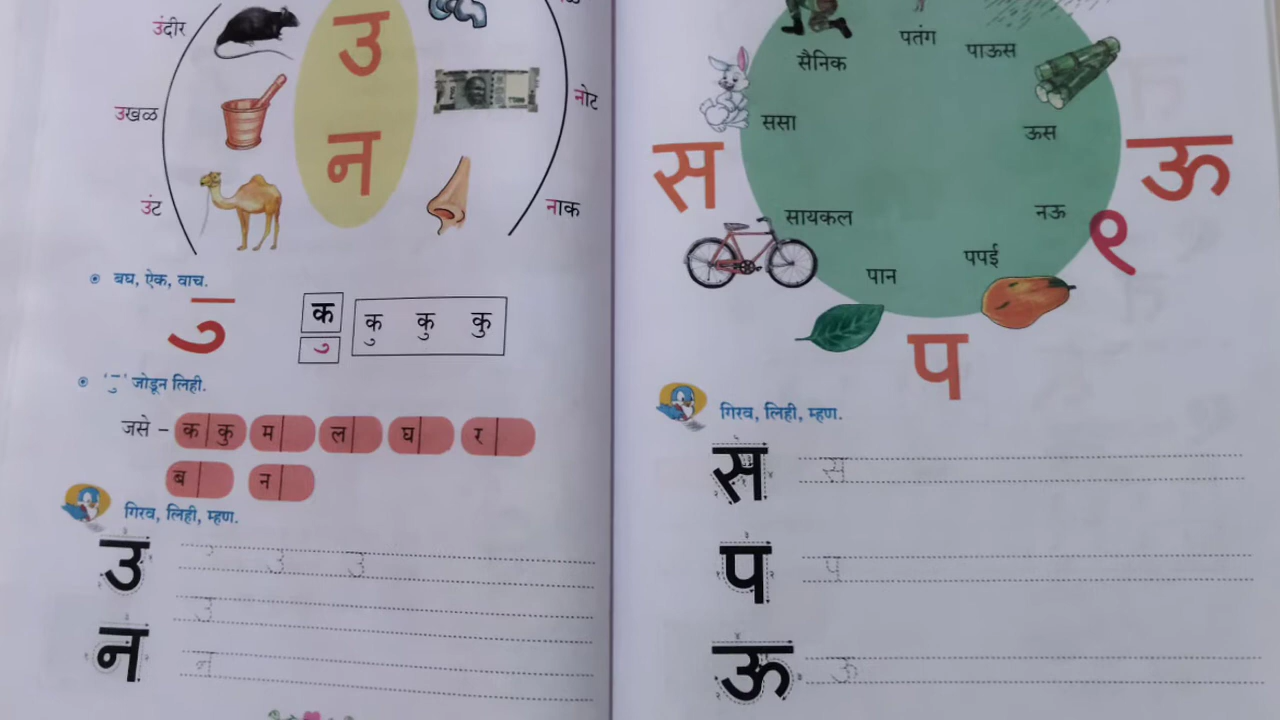 उंदीर
उखळ
उंट
उ
न
नोट
नाक
बघ, ऐक, वाच.
ु
क
ु
कु कु कु
' ु ' जोडून लिही.
जसे – क कु म ल घ र
ब न
गिरव, लिही, म्हण.
उ उ उ
उ
न न
सैनिक
पतंग
पाऊस
ससा
ऊस
स
ऊ
सायकल
नऊ
९
पान
पपई
प
गिरव, लिही, म्हण.
स स
प प
ऊ ऊ